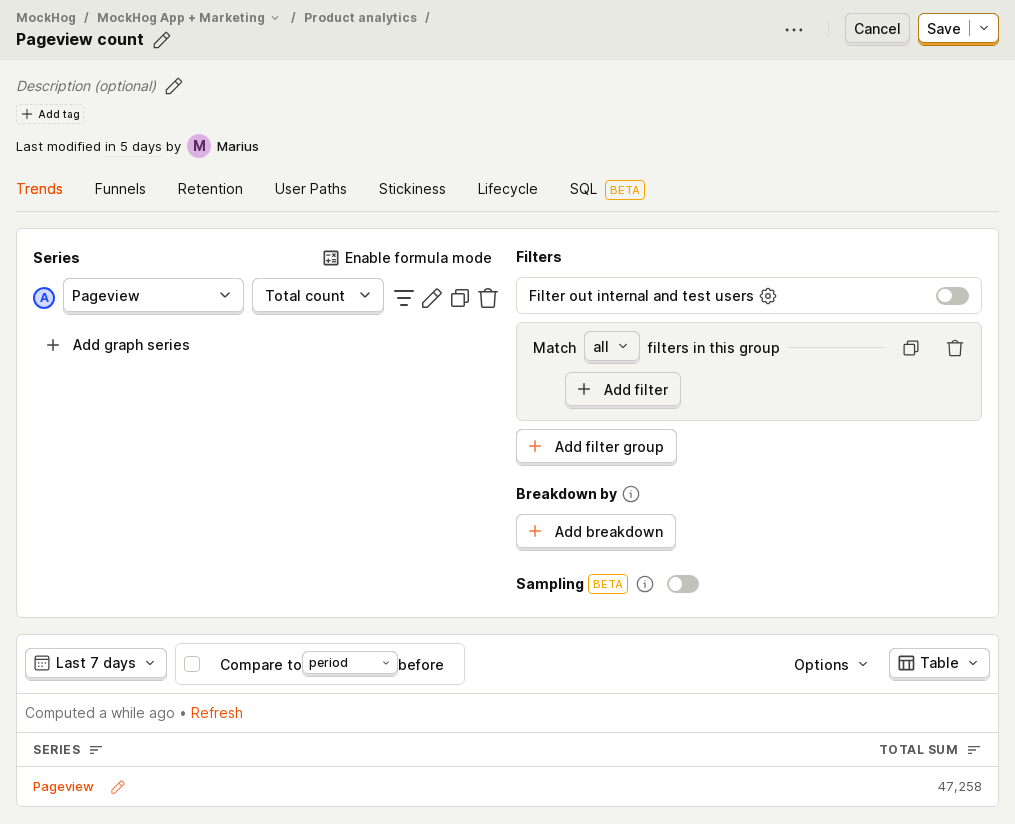 MockHog / MockHog App + Marketing / Product analytics /
Pageview count
Cancel
Save
Description (optional)
Add tag
Last modified in 5 days by M Marius
Trends Funnels Retention User Paths Stickiness Lifecycle SQL BETA
Series
Enable formula mode
A Pageview Total count
Add graph series
Filters
Filter out internal and test users
Match all filters in this group
Add filter
Add filter group
Breakdown by
Add breakdown
Sampling BETA
Last 7 days Compare to period before Options Table
Computed a while ago • Refresh
SERIES TOTAL SUM
Pageview 47,258